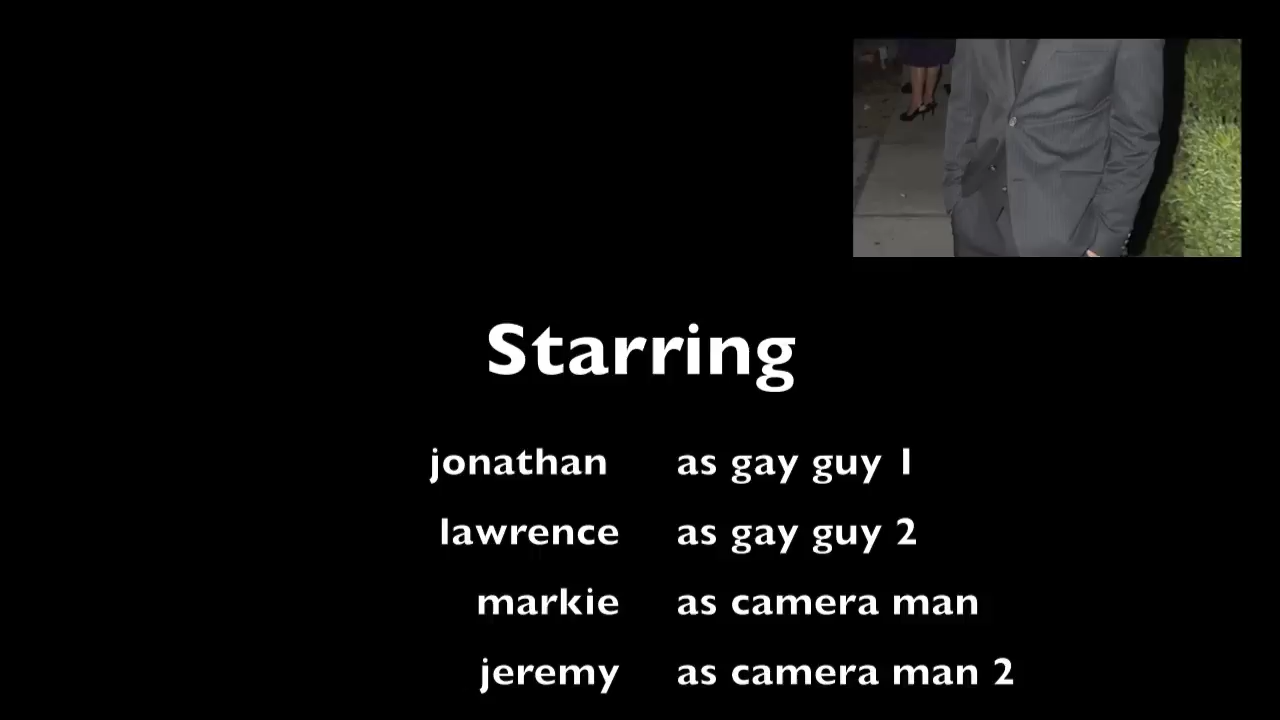 Starring
jonathan as gay guy 1
lawrence as gay guy 2
markie as camera man
jeremy as camera man 2